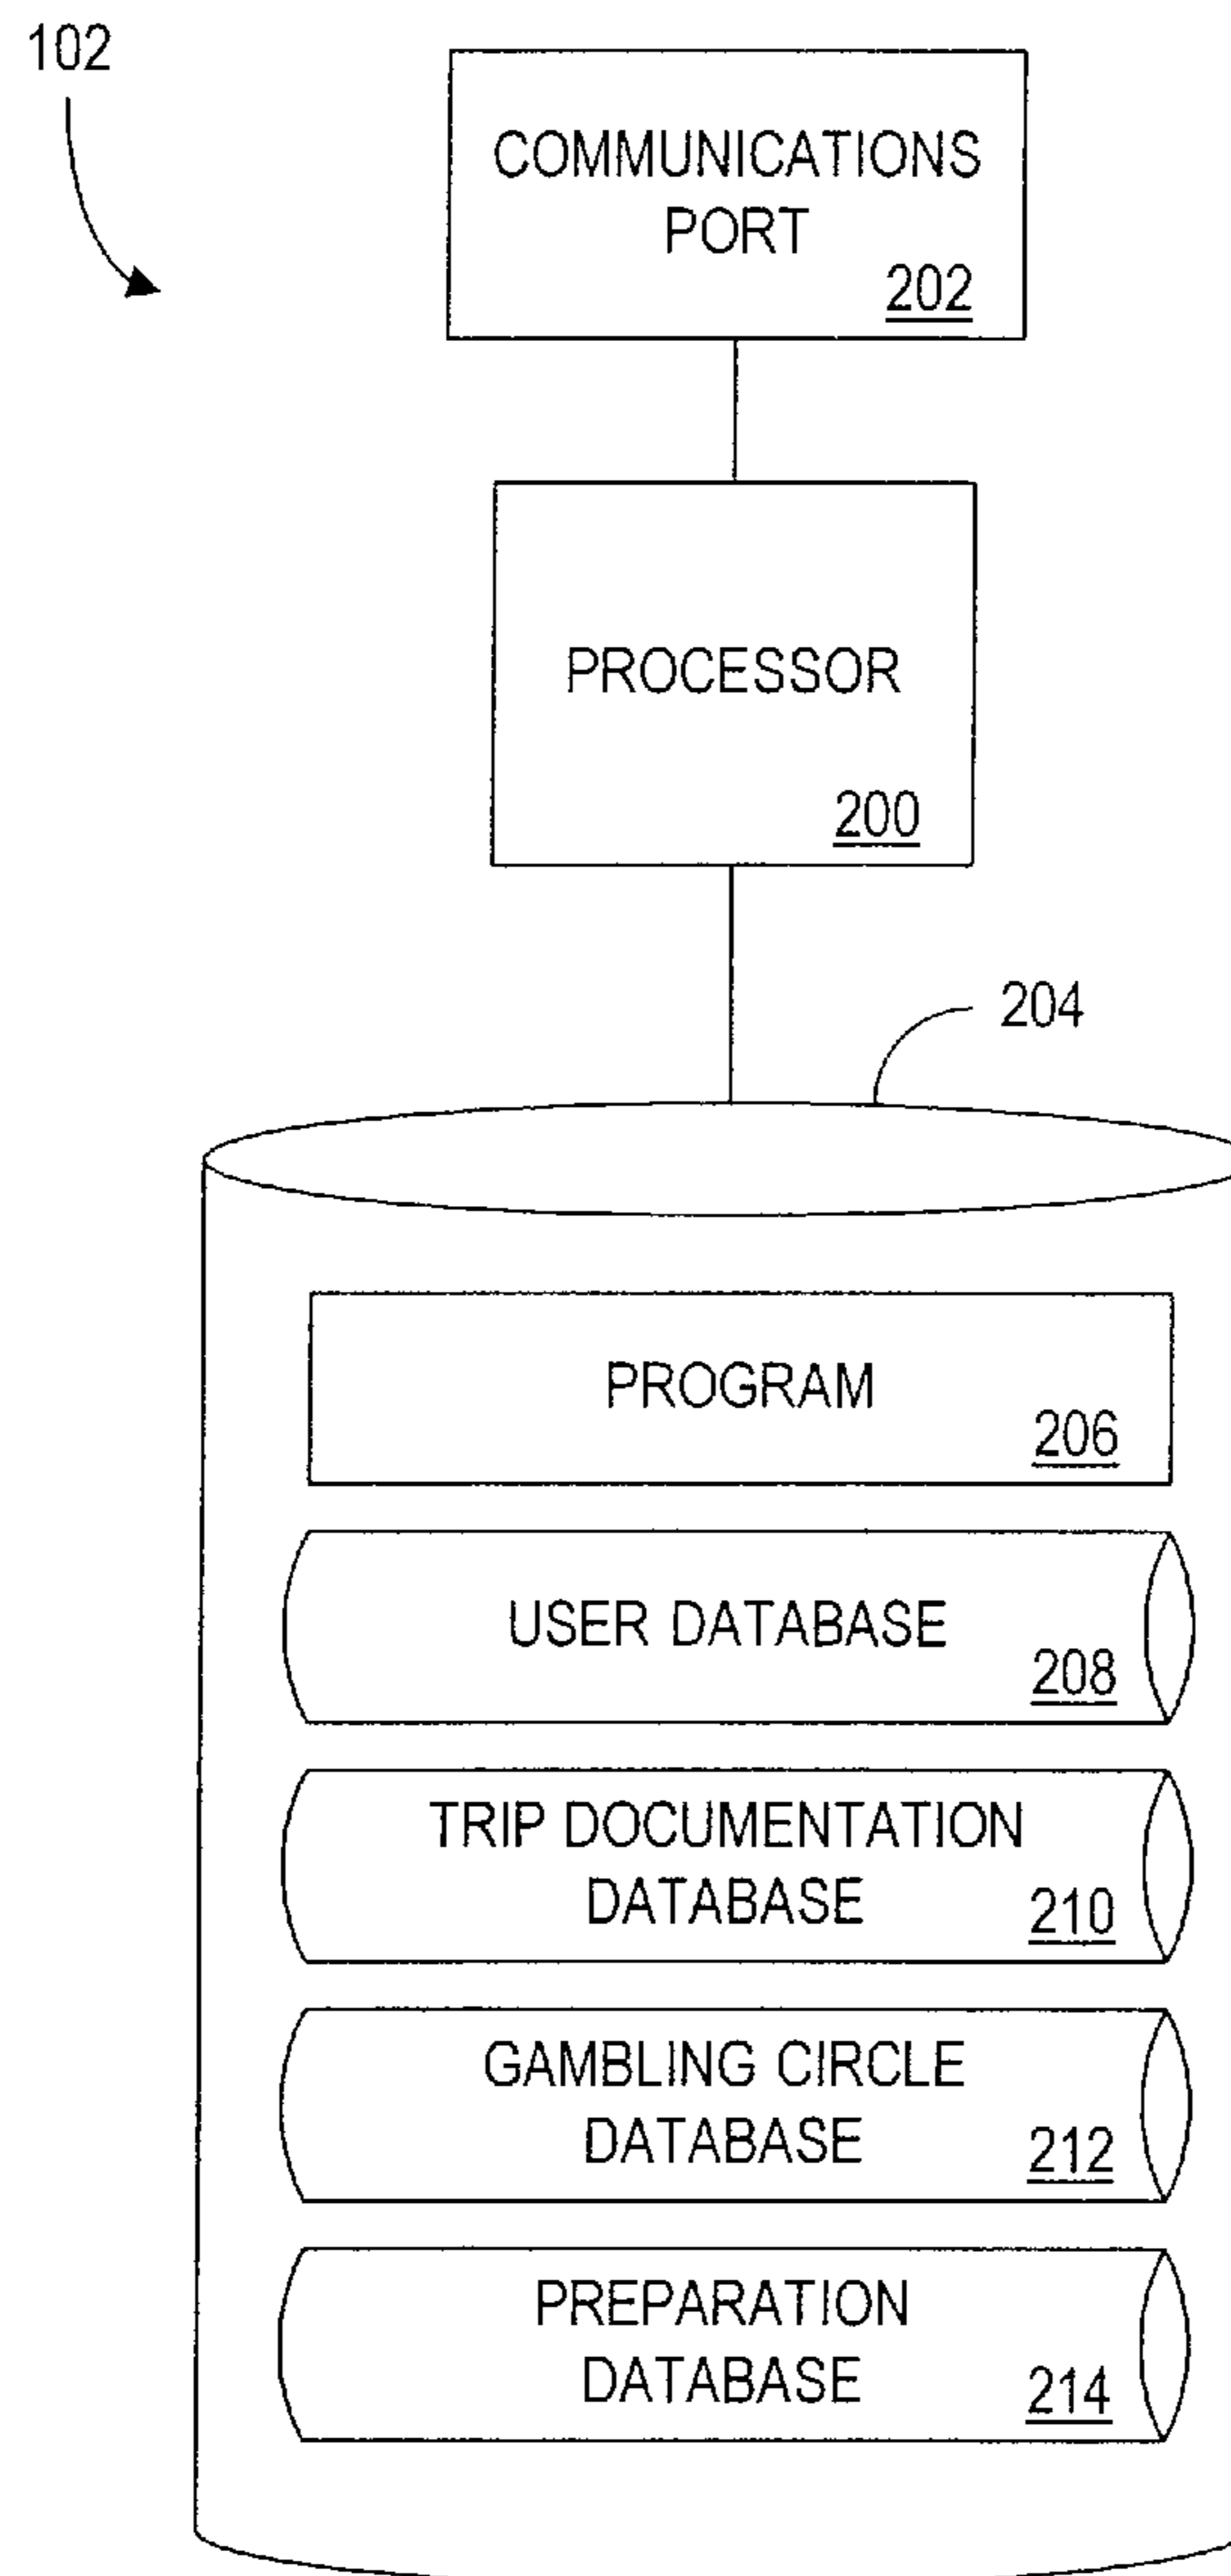 102
COMMUNICATIONS
PORT
202
PROCESSOR
200
204
PROGRAM
206
USER DATABASE
208
TRIP DOCUMENTATION
DATABASE
210
GAMBLING CIRCLE
DATABASE
212
PREPARATION
DATABASE
214